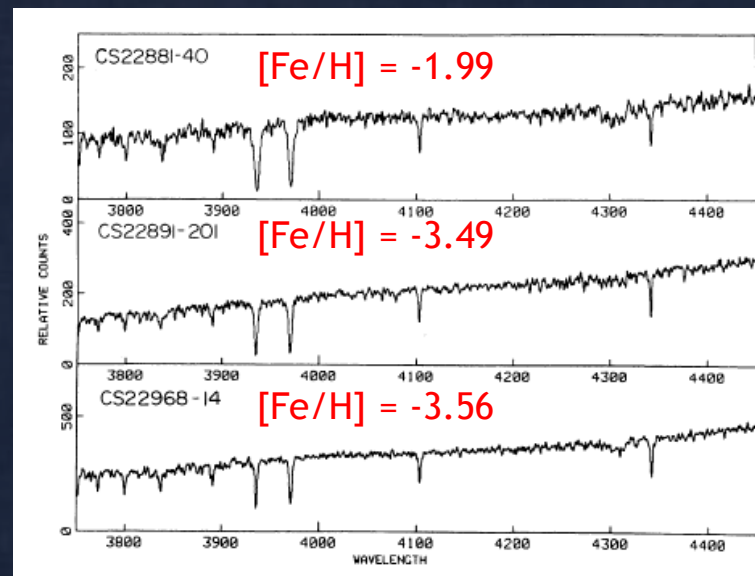 CS22881-40
[Fe/H] = -1.99
200
100
0
3800 3900 4000 4100 4200 4300 4400
CS22891-201
[Fe/H] = -3.49
400
200
0
3800 3900 4000 4100 4200 4300 4400
CS22968-14
[Fe/H] = -3.56
500
0
3800 3900 4000 4100 4200 4300 4400
RELATIVE COUNTS
WAVELENGTH